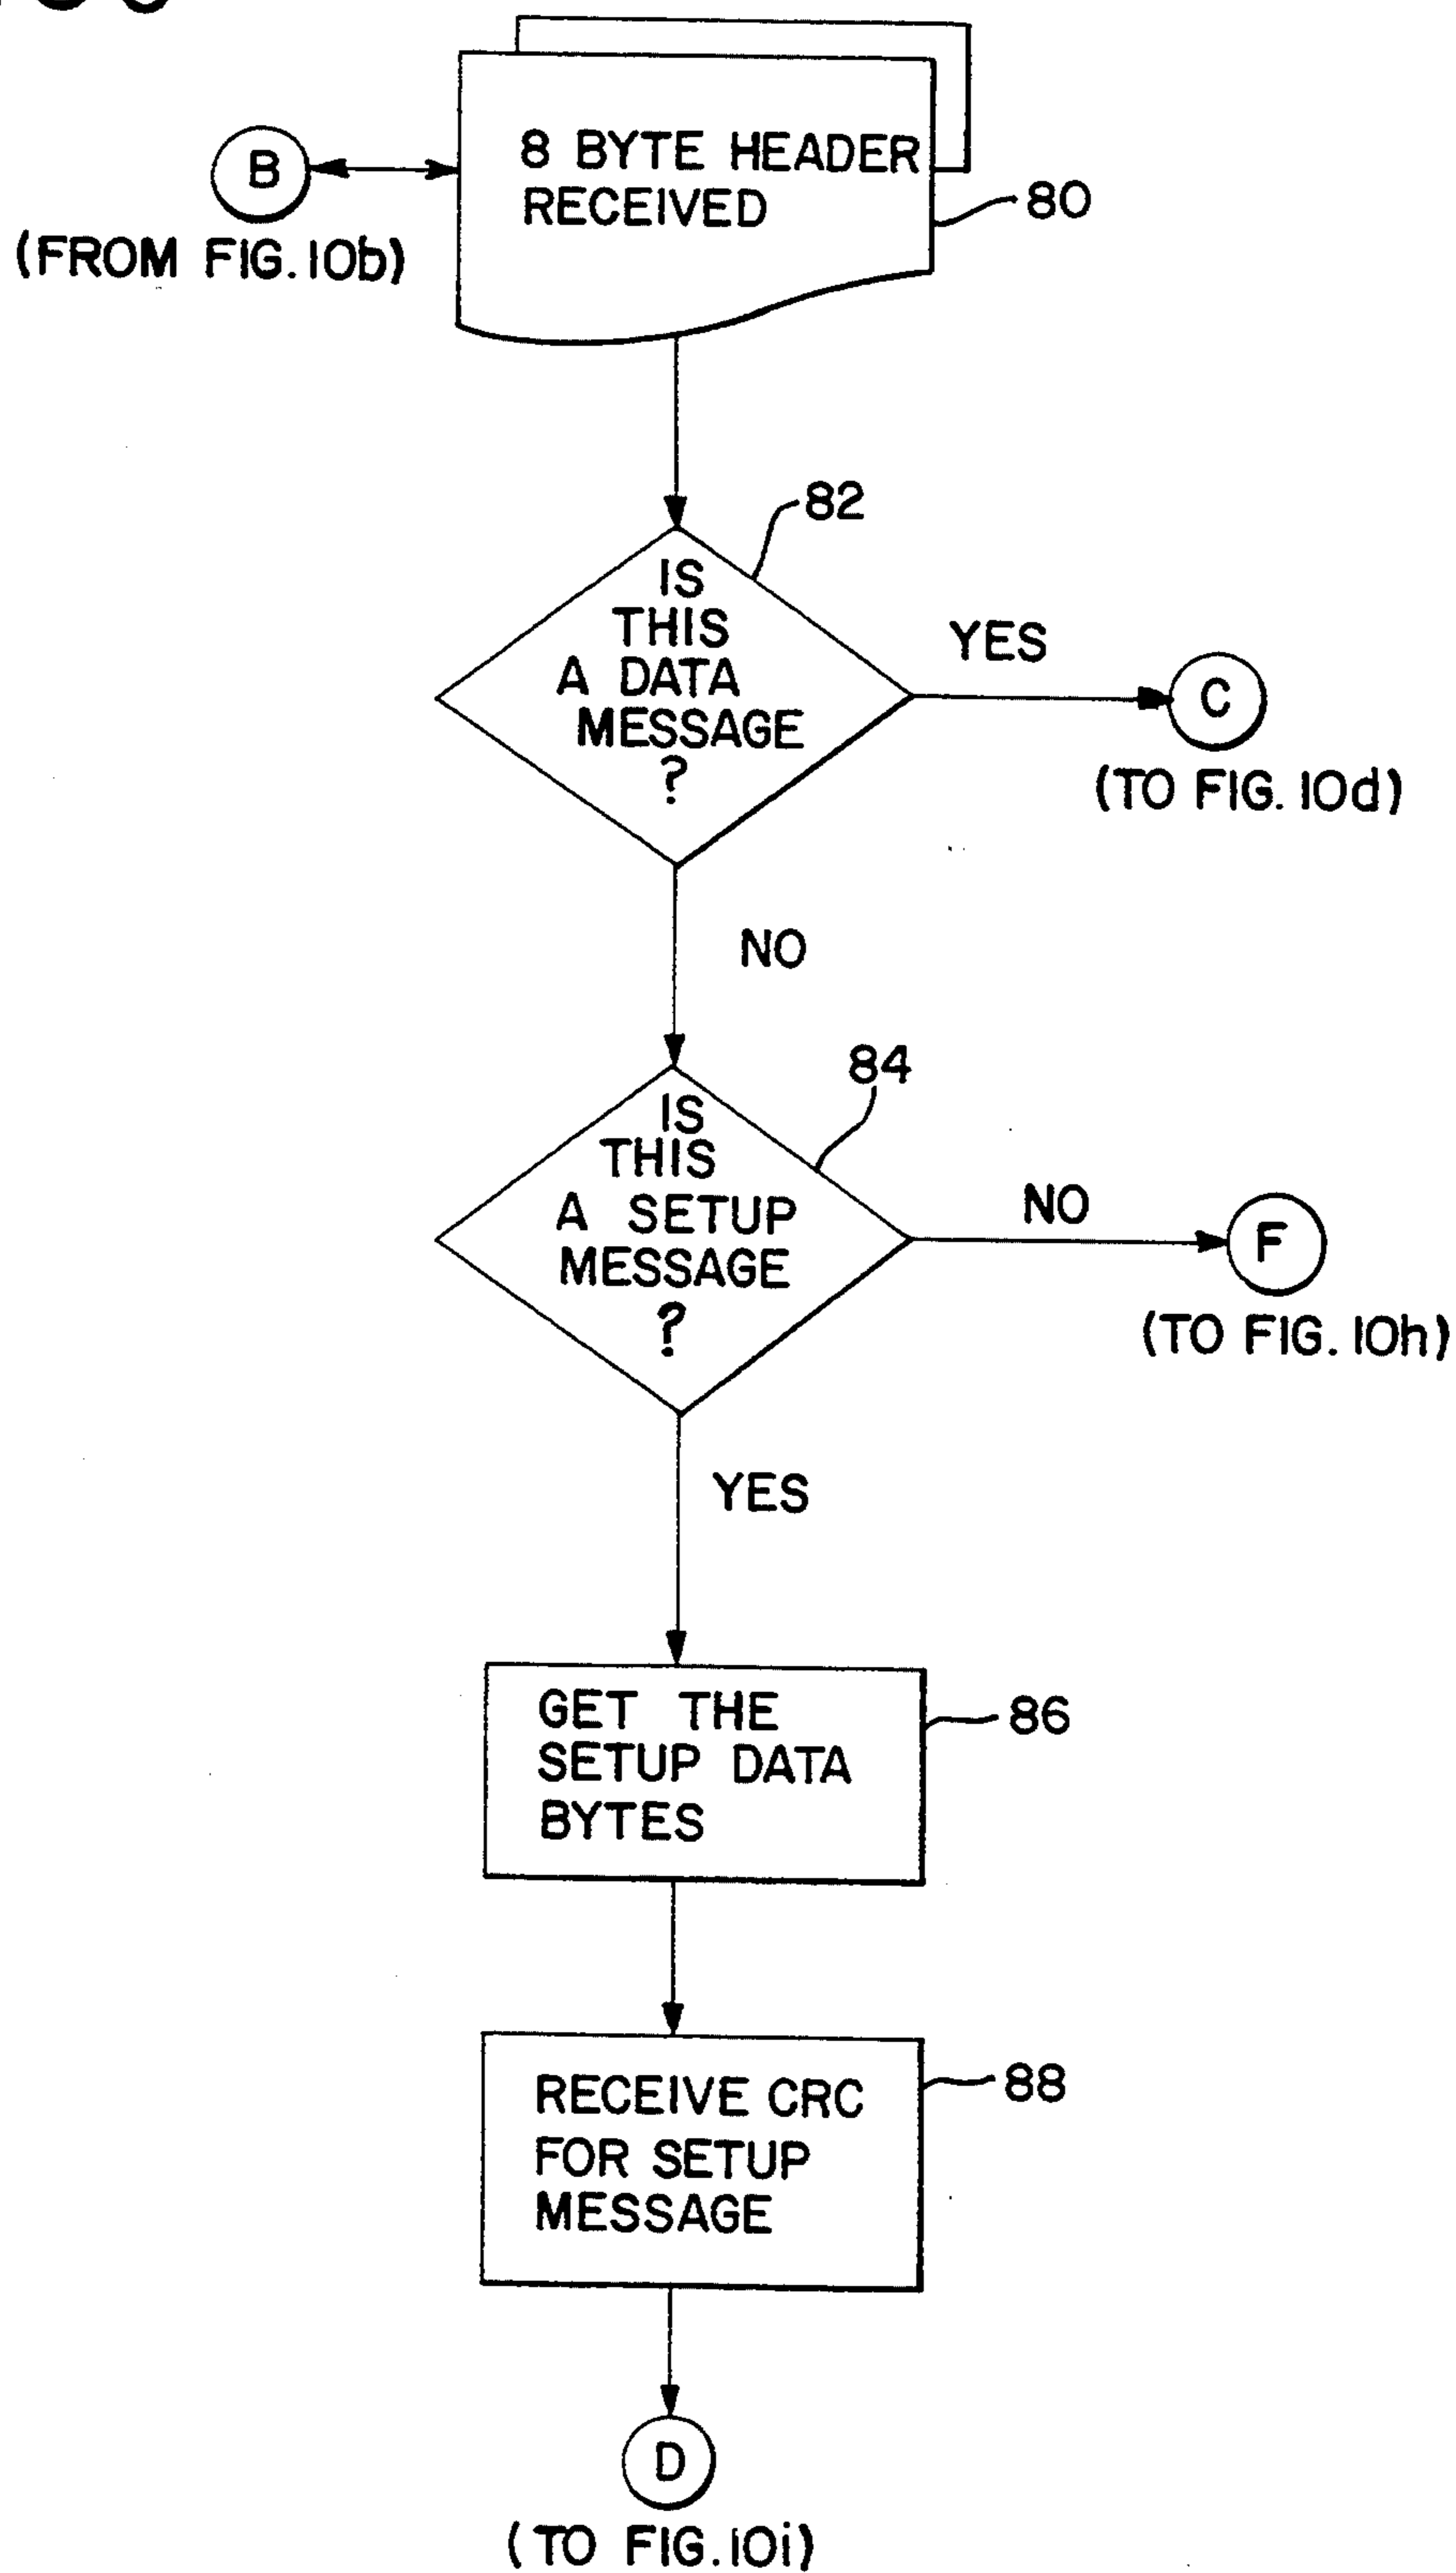 8 BYTE HEADER
RECEIVED
80
B
(FROM FIG. 10b)
82
IS
THIS
A DATA
MESSAGE
?
YES
C
(TO FIG. 10d)
NO
84
IS
THIS
A SETUP
MESSAGE
?
NO
F
(TO FIG. 10h)
YES
GET THE
SETUP DATA
BYTES
86
RECEIVE CRC
FOR SETUP
MESSAGE
88
D
(TO FIG. 10i)